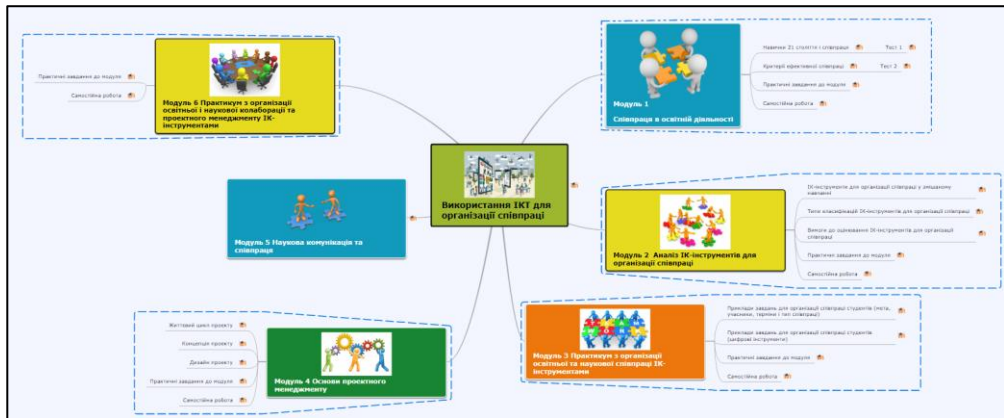 Використання ІКТ для
організації співпраці
Модуль 1
Співпраця в освітній діяльності
Навички 21 століття і співпраця
Тест 1
Критерії ефективної співпраці
Тест 2
Практичні завдання до модуля
Самостійна робота
Модуль 2 Аналіз ІК-інструментів для
організації співпраці
ІК-інструменти для організації співпраці у змішаному
навчанні
Типи класифікацій ІК-інструментів для організації співпраці
Вимоги до оцінювання ІК-інструментів для організації
співпраці
Практичні завдання до модуля
Самостійна робота
Модуль 3 Практикум з організації
освітньої та наукової співпраці ІК-
інструментами
Приклади завдань для організації співпраці студентів (мета,
учасники, терміни і тип співпраці)
Приклади завдань для організації співпраці студентів
(цифрові інструменти)
Практичні завдання до модуля
Самостійна робота
Модуль 4 Основи проектного
менеджменту
Життєвий цикл проекту
Концепція проекту
Дизайн проекту
Практичні завдання до модуля
Самостійна робота
Модуль 5 Наукова комунікація та
співпраця
Модуль 6 Практикум з організації
освітньої і наукової колаборації та
проектного менеджменту ІК-
інструментами
Практичні завдання до модуля
Самостійна робота